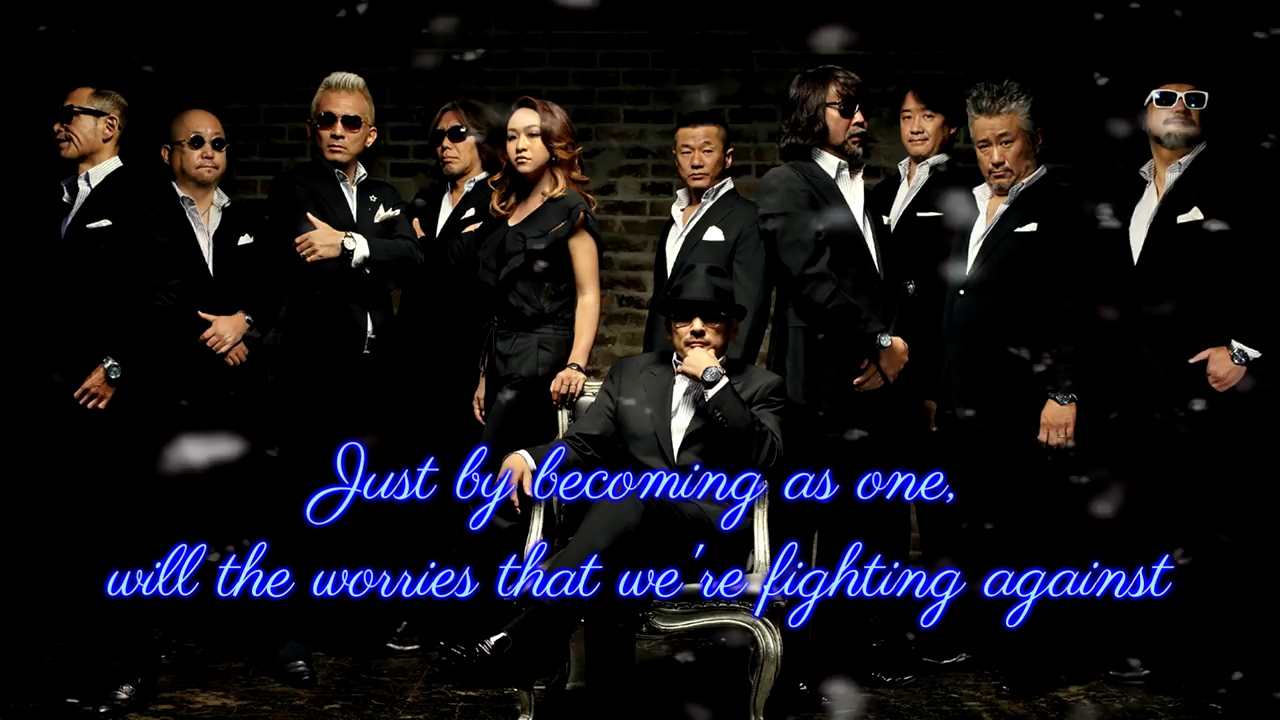 Just by becoming as one,
will the worries that we're fighting against